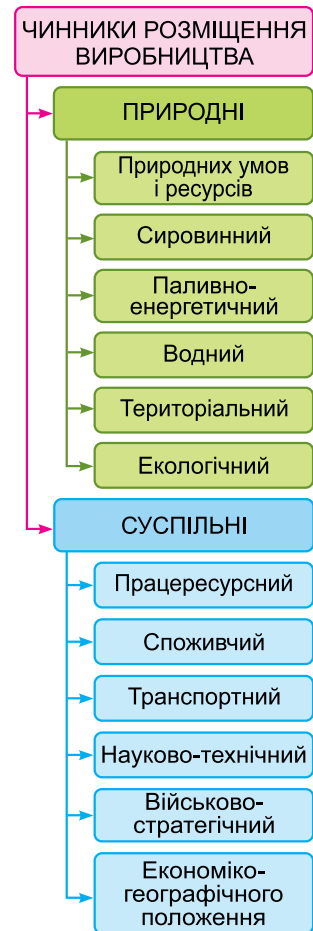 ЧИННИКИ РОЗМІЩЕННЯ
ВИРОБНИЦТВА
ПРИРОДНІ
Природних умов
і ресурсів
Сировинний
Паливно-
енергетичний
Водний
Територіальний
Екологічний
СУСПІЛЬНІ
Працересурсний
Споживчий
Транспортний
Науково-технічний
Військово-
стратегічний
Економіко-
географічного
положення